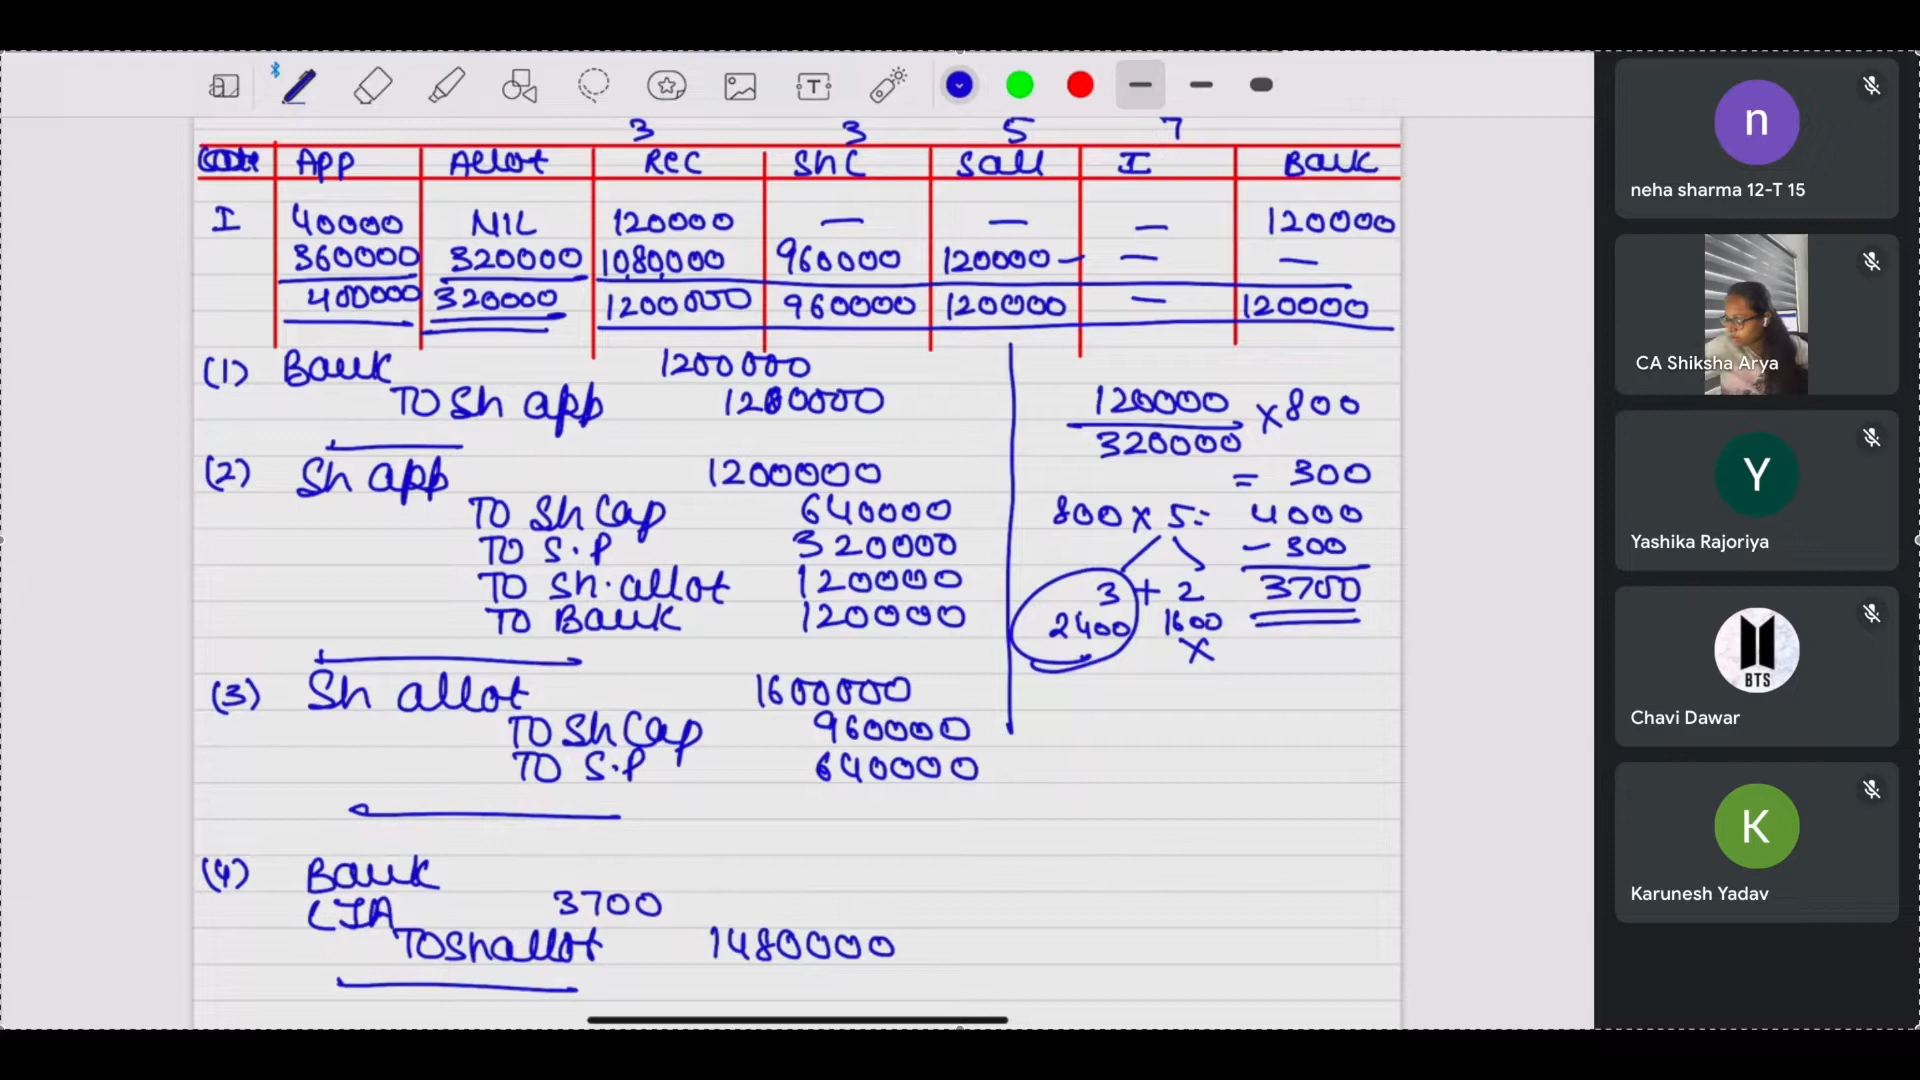 3 3 5 7
App Allot Rec ShC Sall I Bank
I 40000 NIL 120000 — — — 120000
360000 320000 1080000 960000 120000 — — —
400000 320000 1200000 960000 120000 — 120000
(1) Bank 1200000
TO Sh app 1200000
(2) Sh app 1200000
TO Sh Cap 640000
TO S.P 320000
TO Sh.allot 120000
TO Bank 120000
(3) Sh allot 1600000
TO Sh Cap 960000
TO S.P 640000
(4) Bank
CIA 3700
TO Sh allot 1480000
120000
320000 × 800
= 300
800 × 5 = 4000
- 300
3 + 2 3700
2400 1600
×
n
neha sharma 12-T 15
CA Shiksha Arya
Y
Yashika Rajoriya
BTS
Chavi Dawar
K
Karunesh Yadav